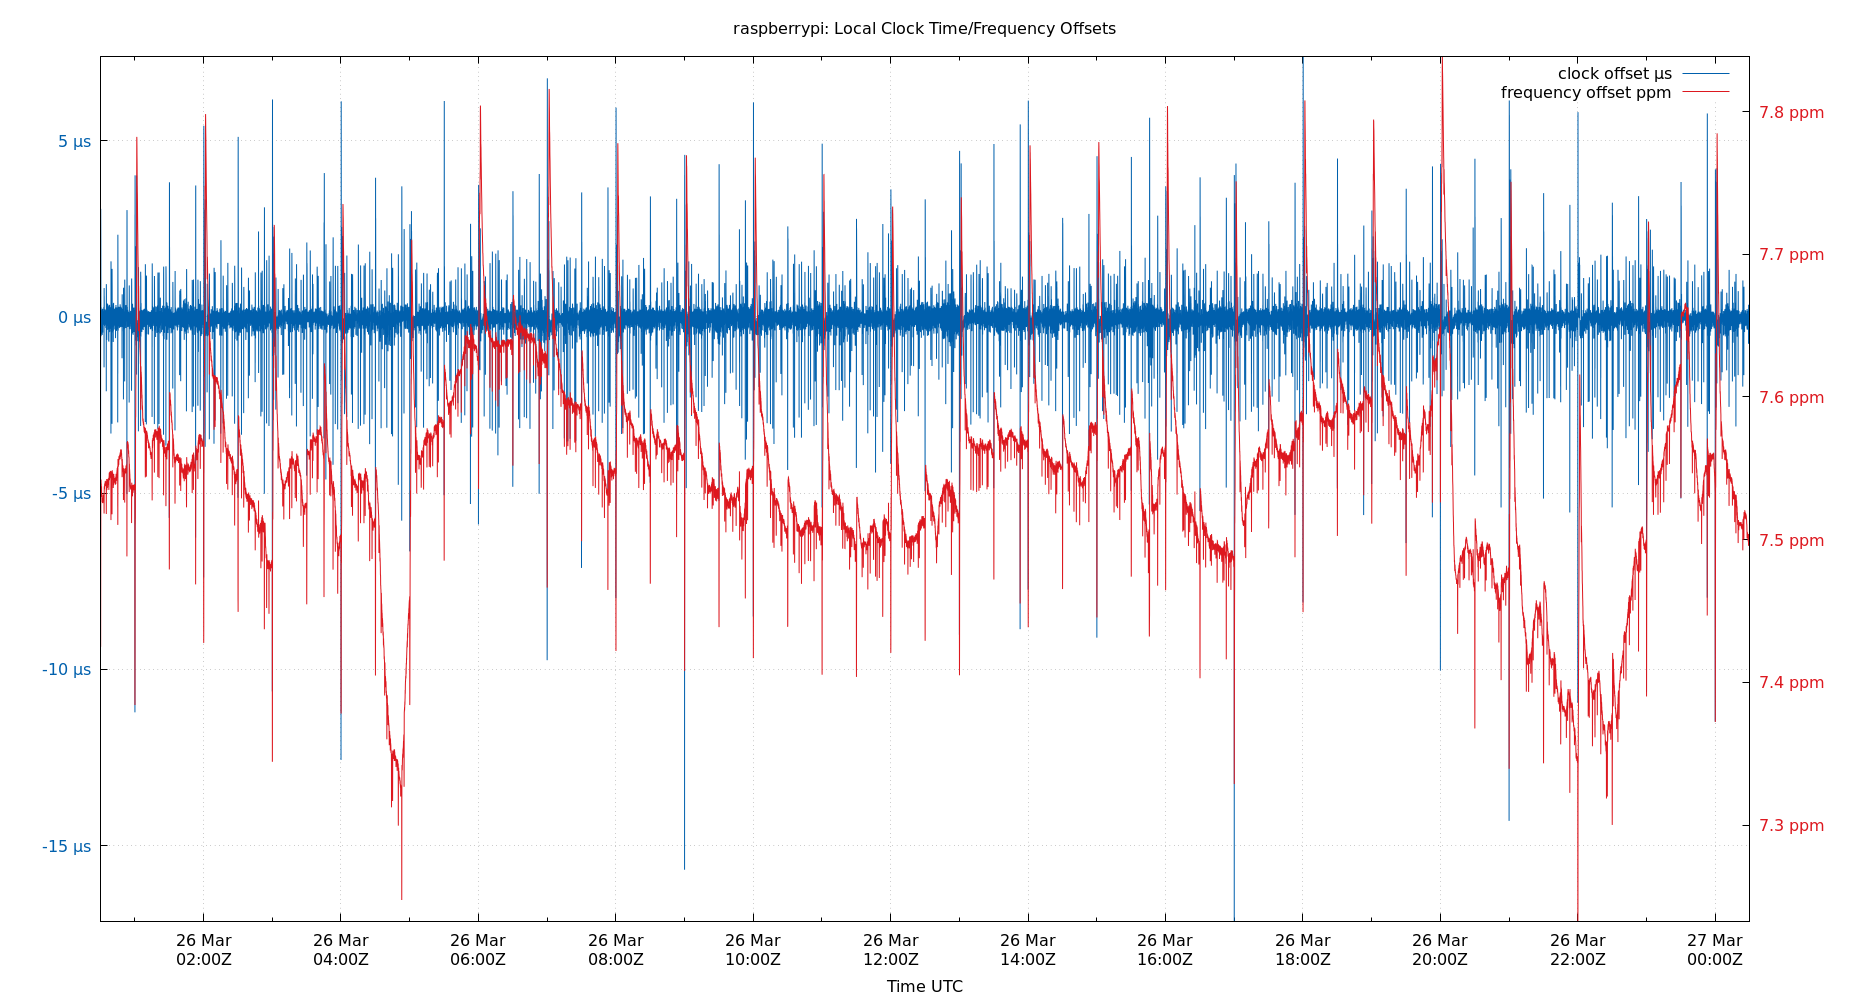 raspberrypi: Local Clock Time/Frequency Offsets
clock offset µs
frequency offset ppm
5 µs
0 µs
-5 µs
-10 µs
-15 µs
7.8 ppm
7.7 ppm
7.6 ppm
7.5 ppm
7.4 ppm
7.3 ppm
26 Mar
02:00Z
26 Mar
04:00Z
26 Mar
06:00Z
26 Mar
08:00Z
26 Mar
10:00Z
26 Mar
12:00Z
26 Mar
14:00Z
26 Mar
16:00Z
26 Mar
18:00Z
26 Mar
20:00Z
26 Mar
22:00Z
27 Mar
00:00Z
Time UTC